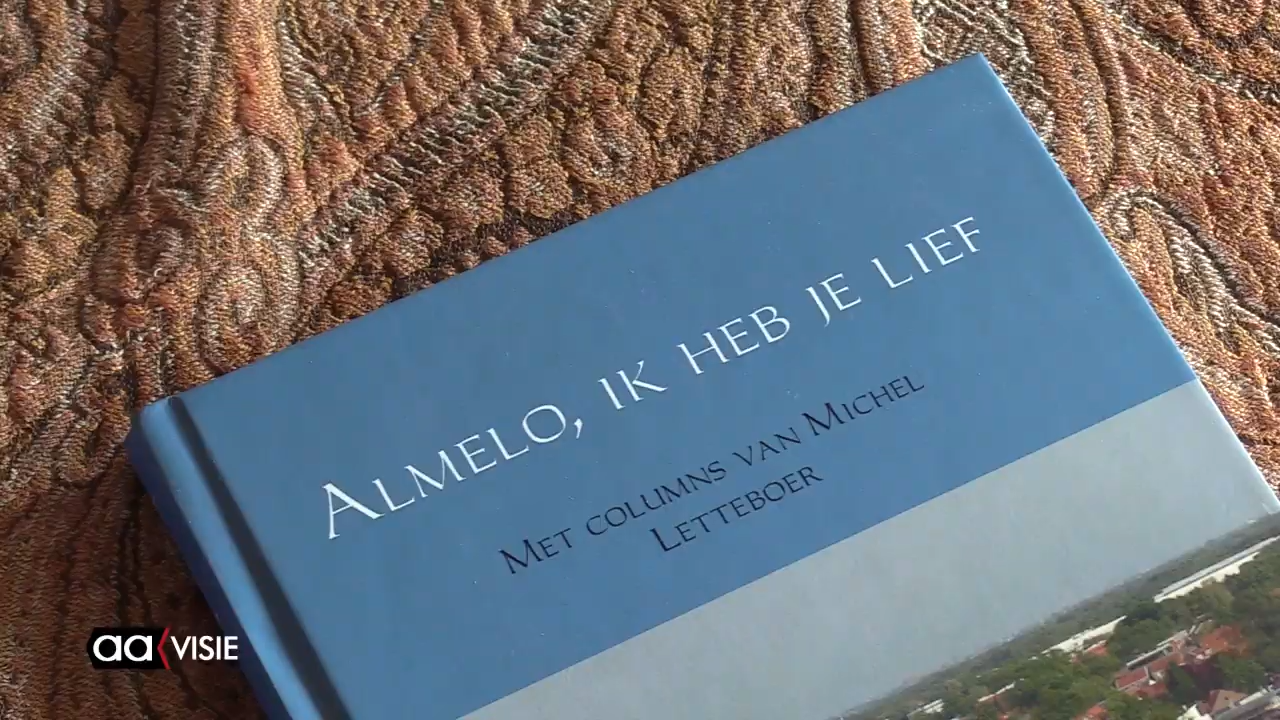 Almelo, ik heb je lief
Met columns van Michel
Letteboer
aa VISIE